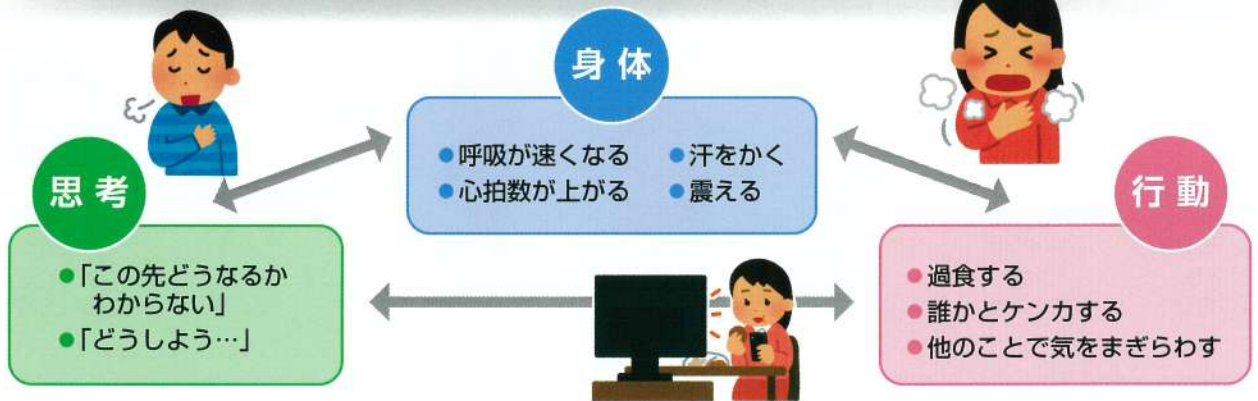 身体
●呼吸が速くなる ●汗をかく
●心拍数が上がる ●震える
思考
●「この先どうなるか
わからない」
●「どうしよう…」
行動
●過食する
●誰かとケンカする
●他のことで気をまぎらわす